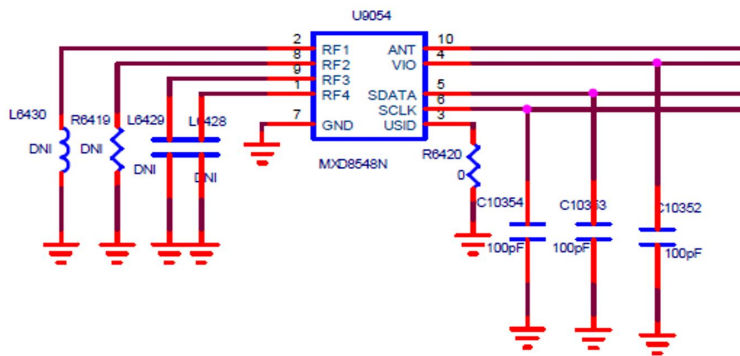 U9054
2 RF1 ANT 10
8 RF2 VIO 4
9 RF3
1 RF4 SDATA 5
SCLK 6
7 GND USID 3
MXD8548N
L6430
DNI
R6419
DNI
L6429
DNI
L6428
DNI
R6420
0
C10354
100pF
C10353
100pF
C10352
100pF